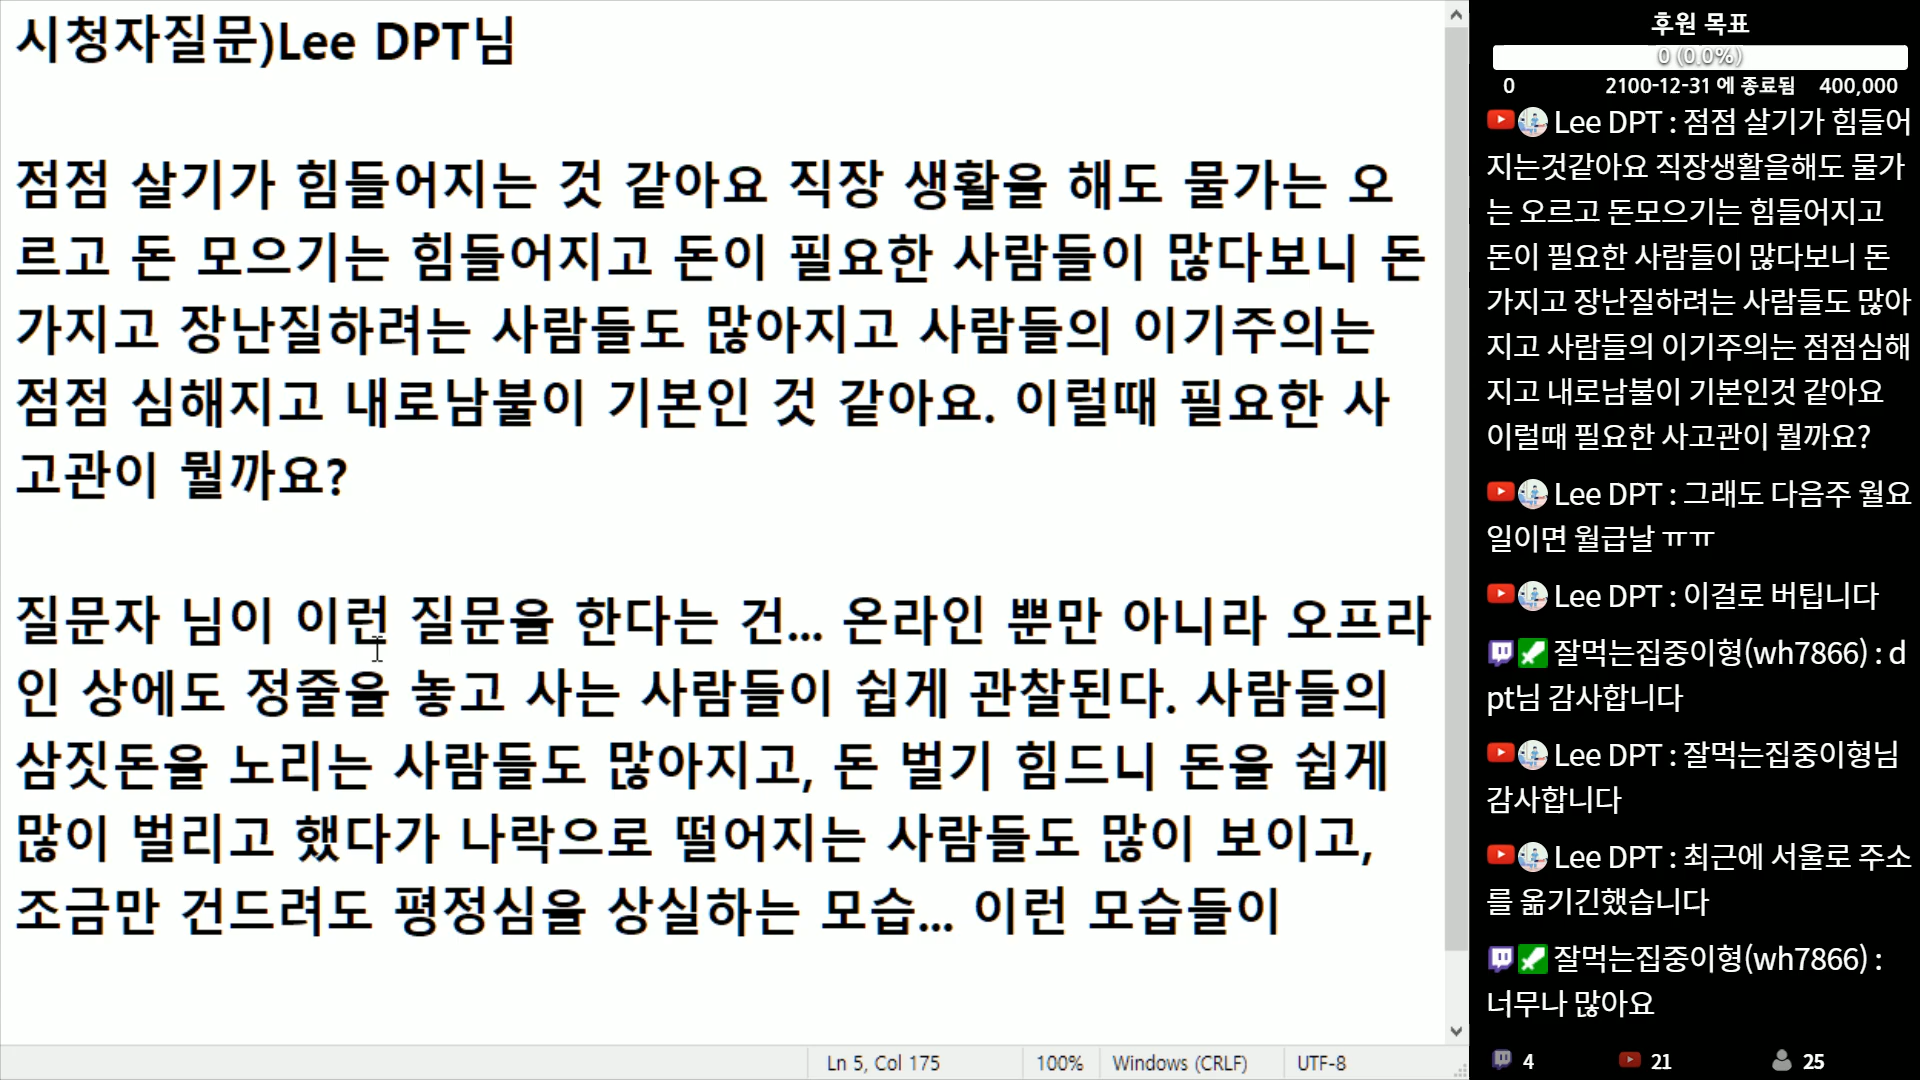 시청자질문)Lee DPT님
점점 살기가 힘들어지는 것 같아요 직장 생활을 해도 물가는 오
르고 돈 모으기는 힘들어지고 돈이 필요한 사람들이 많다보니 돈
가지고 장난질하려는 사람들도 많아지고 사람들의 이기주의는
점점 심해지고 내로남불이 기본인 것 같아요. 이럴때 필요한 사
고관이 뭘까요?
질문자 님이 이런 질문을 한다는 건... 온라인 뿐만 아니라 오프라
인 상에도 정줄을 놓고 사는 사람들이 쉽게 관찰된다. 사람들의
삼짓돈을 노리는 사람들도 많아지고, 돈 벌기 힘드니 돈을 쉽게
많이 벌리고 했다가 나락으로 떨어지는 사람들도 많이 보이고,
조금만 건드려도 평정심을 상실하는 모습... 이런 모습들이
Ln 5, Col 175
100%
Windows (CRLF)
UTF-8
후원 목표
0 (0.0%)
0 2100-12-31 에 종료됨 400,000
Lee DPT : 점점 살기가 힘들어
지는것같아요 직장생활을해도 물가
는 오르고 돈모으기는 힘들어지고
돈이 필요한 사람들이 많다보니 돈
가지고 장난질하려는 사람들도 많아
지고 사람들의 이기주의는 점점심해
지고 내로남불이 기본인것 같아요
이럴때 필요한 사고관이 뭘까요?
Lee DPT : 그래도 다음주 월요
일이면 월급날 ㅠㅠ
Lee DPT : 이걸로 버팁니다
잘먹는집중이형(wh7866) : d
pt님 감사합니다
Lee DPT : 잘먹는집중이형님
감사합니다
Lee DPT : 최근에 서울로 주소
를 옮기긴했습니다
잘먹는집중이형(wh7866) :
너무나 많아요
4 21 25